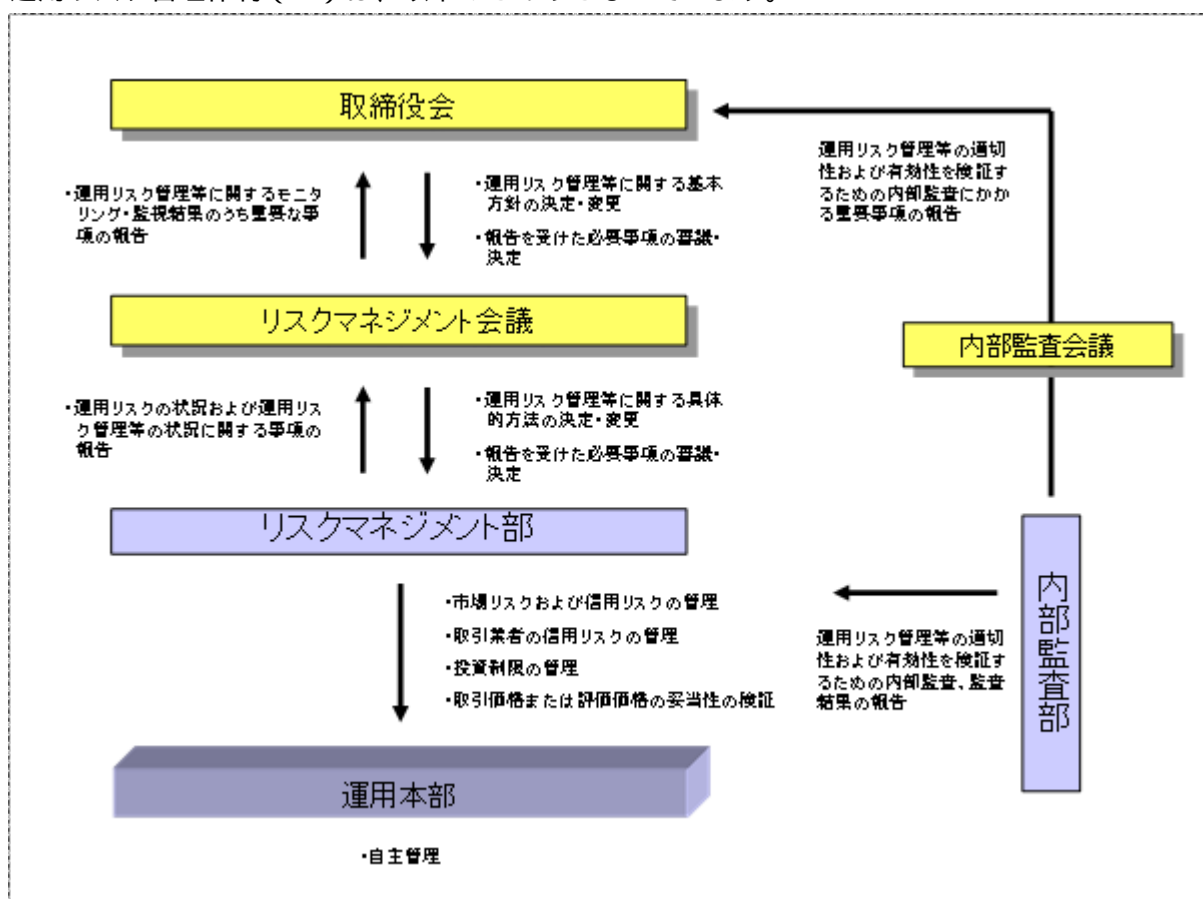 取締役会
・運用リスク管理等に関するモニ
タリング・監視結果のうち重要な事
項の報告
・運用リスク管理等に関する基本
方針の決定・変更
・報告を受けた必要事項の審議・
決定
運用リスク管理等の適切
性および有効性を検証す
るための内部監査にかか
る重要事項の報告
リスクマネジメント会議
内部監査会議
・運用リスクの状況および運用リス
ク管理等の状況に関する事項の
報告
・運用リスク管理等に関する具体
的方法の決定・変更
・報告を受けた必要事項の審議・
決定
リスクマネジメント部
内部監査部
・市場リスクおよび信用リスクの管理
・取引業者の信用リスクの管理
・投資制限の管理
・取引価格または評価価格の妥当性の検証
運用リスク管理等の適切
性および有効性を検証す
るための内部監査、監査
結果の報告
運用本部
・自主管理